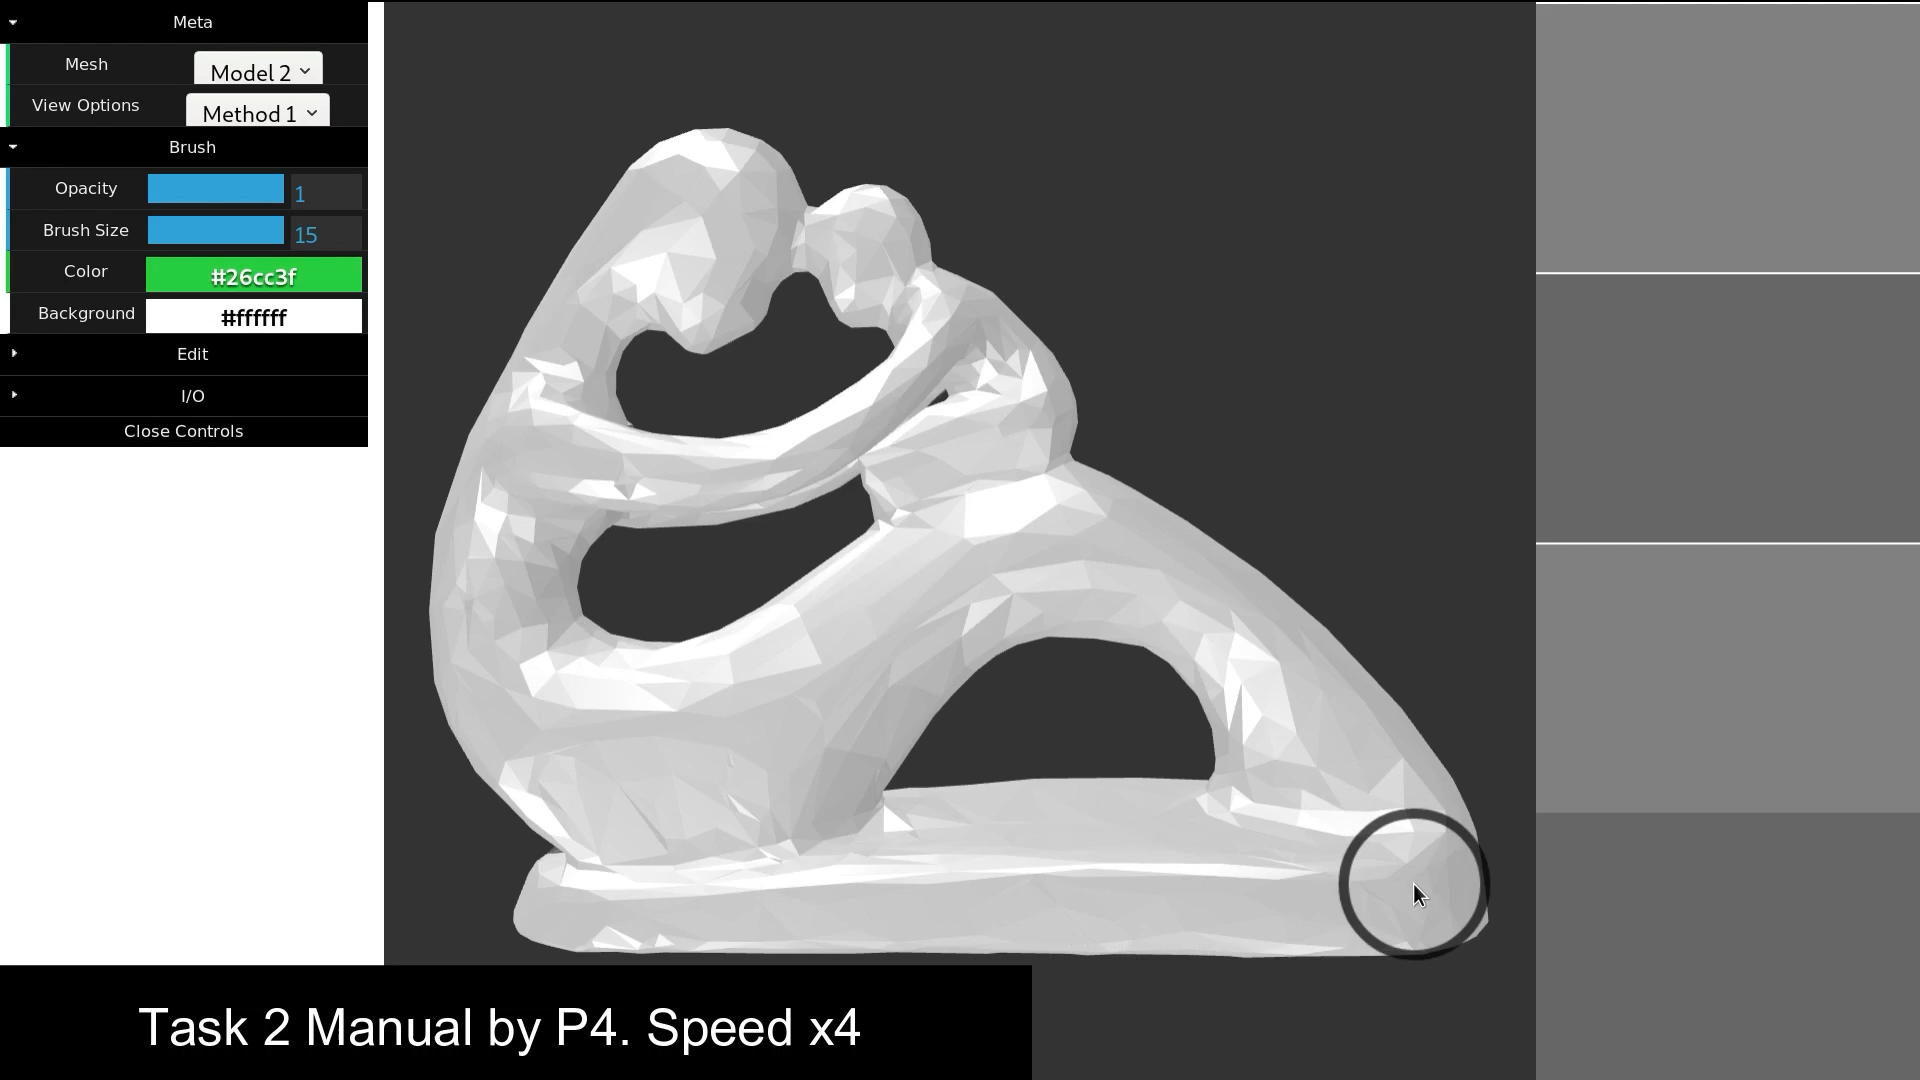 Meta
Mesh Model 2
View Options Method 1
Brush
Opacity 1
Brush Size 15
Color #26cc3f
Background #ffffff
Edit
I/O
Close Controls
Task 2 Manual by P4. Speed x4